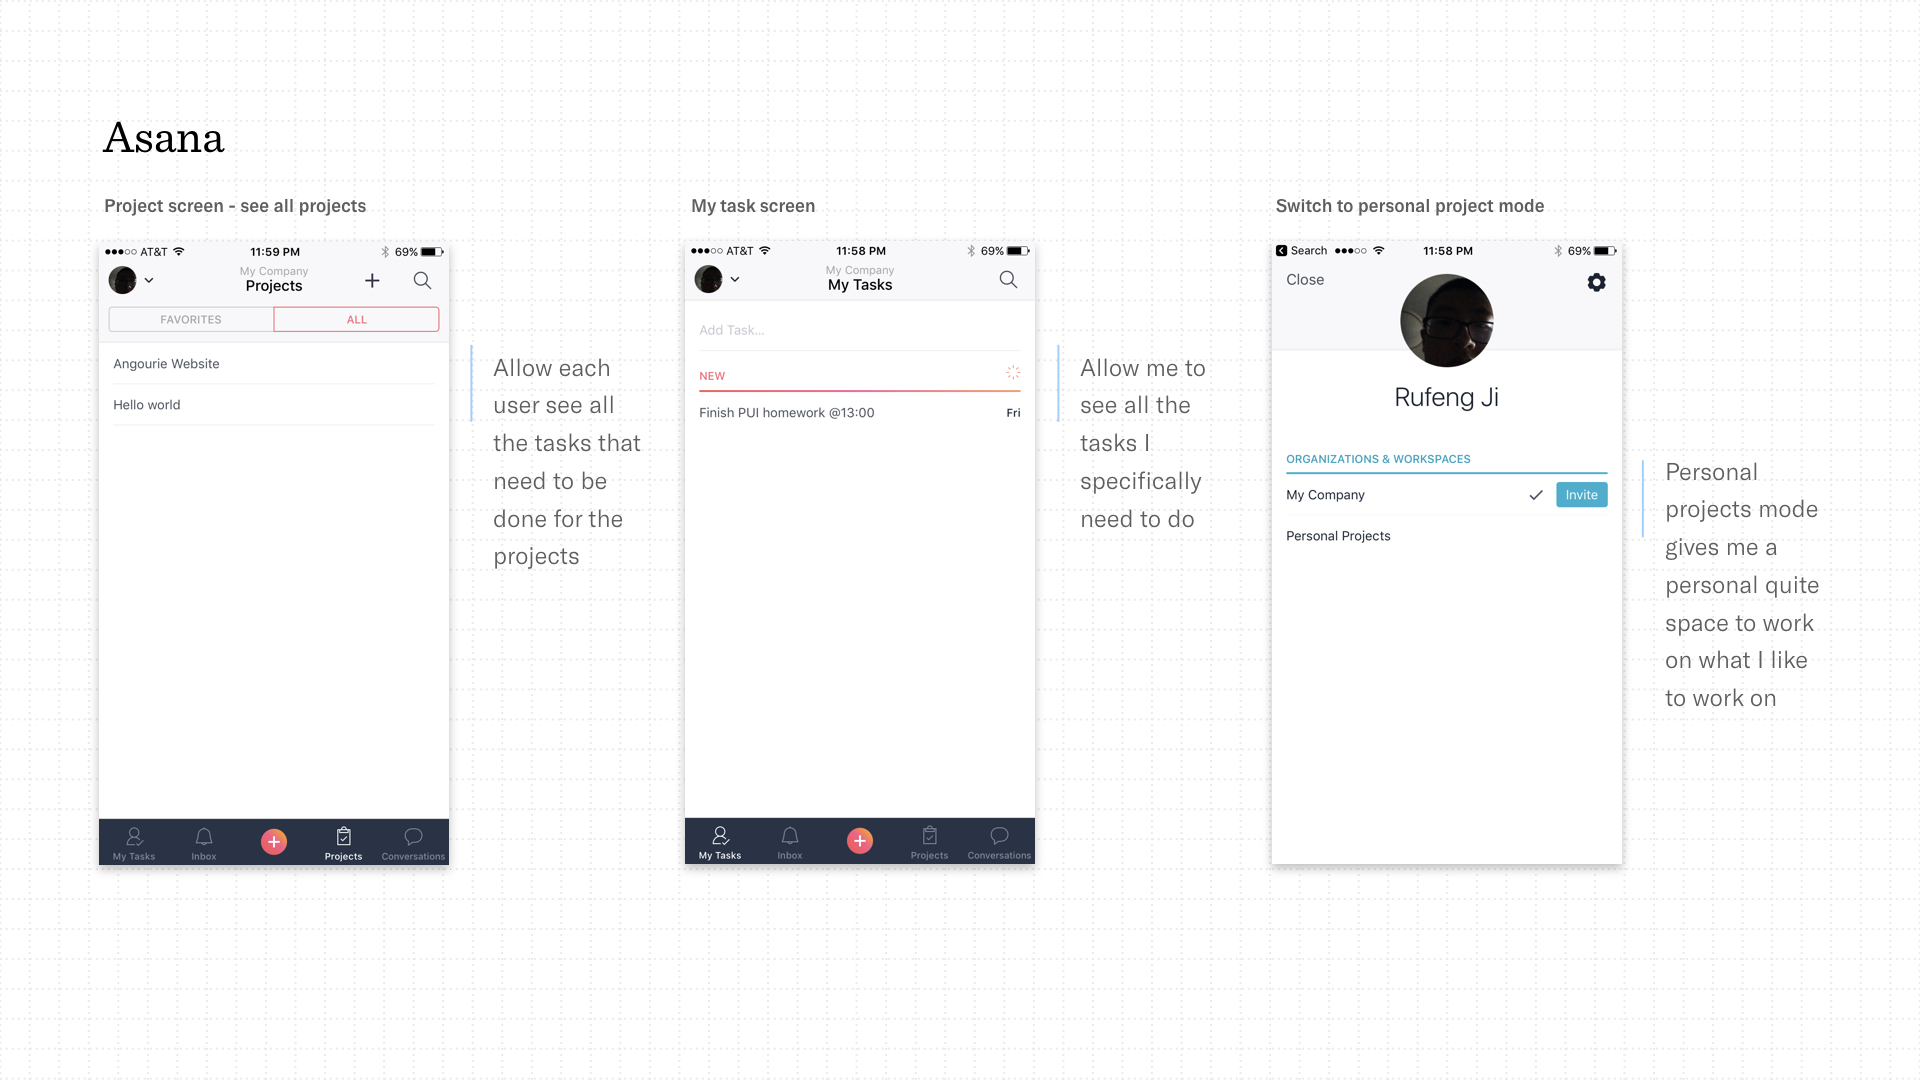 Asana
Project screen - see all projects
AT&T 11:59 PM 69%
My Company
Projects
FAVORITES ALL
Angourie Website
Hello world
My Tasks Inbox Projects Conversations
Allow each
user see all
the tasks that
need to be
done for the
projects
My task screen
AT&T 11:58 PM 69%
My Company
My Tasks
Add Task...
NEW
Finish PUI homework @13:00 Fri
My Tasks Inbox Projects Conversations
Allow me to
see all the
tasks I
specifically
need to do
Switch to personal project mode
Search 11:58 PM 69%
Close
Rufeng Ji
ORGANIZATIONS & WORKSPACES
My Company Invite
Personal Projects
Personal
projects mode
gives me a
personal quite
space to work
on what I like
to work on